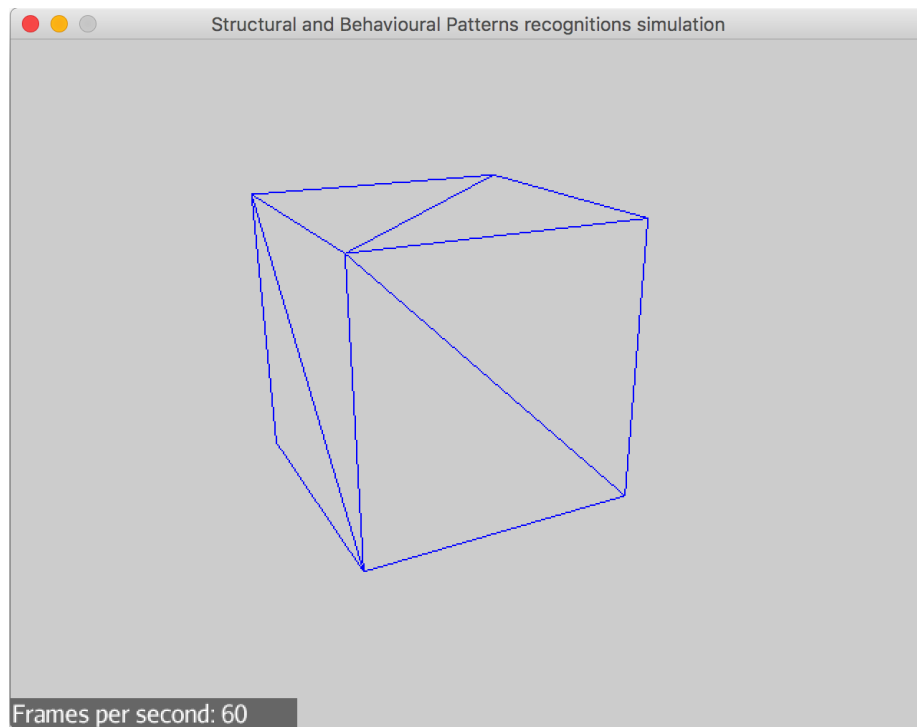 Structural and Behavioural Patterns recognitions simulation
Frames per second: 60